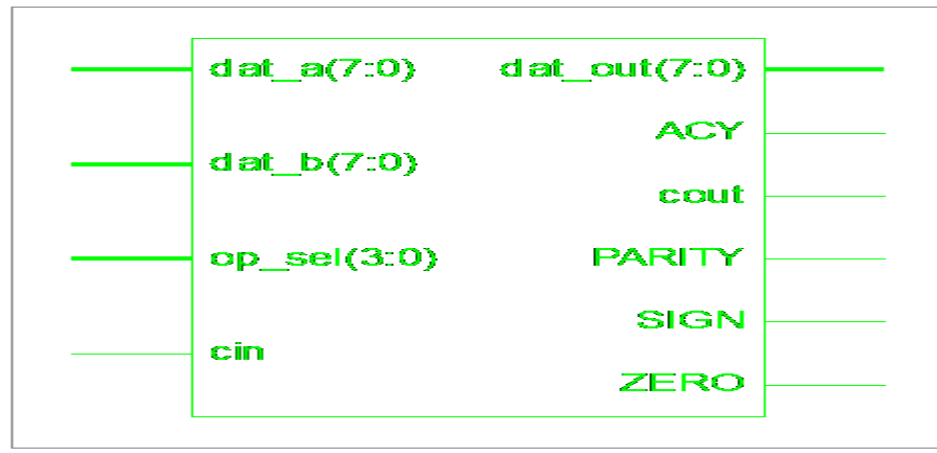 dat_a(7:0)
dat_out(7:0)
ACY
dat_b(7:0)
cout
op_sel(3:0)
PARITY
SIGN
cin
ZERO